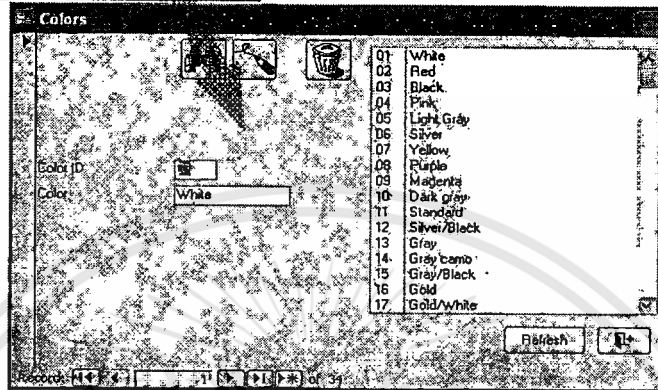 Colors
01 White
02 Red
03 Black
04 Pink
05 Light Gray
06 Silver
07 Yellow
08 Purple
09 Magenta
10 Dark gray
11 Standard
12 Silver/Black
13 Gray
14 Gray camo
15 Gray/Black
16 Gold
17 Gold/White
Color ID
Color White
Refresh
Record: 1 of 31